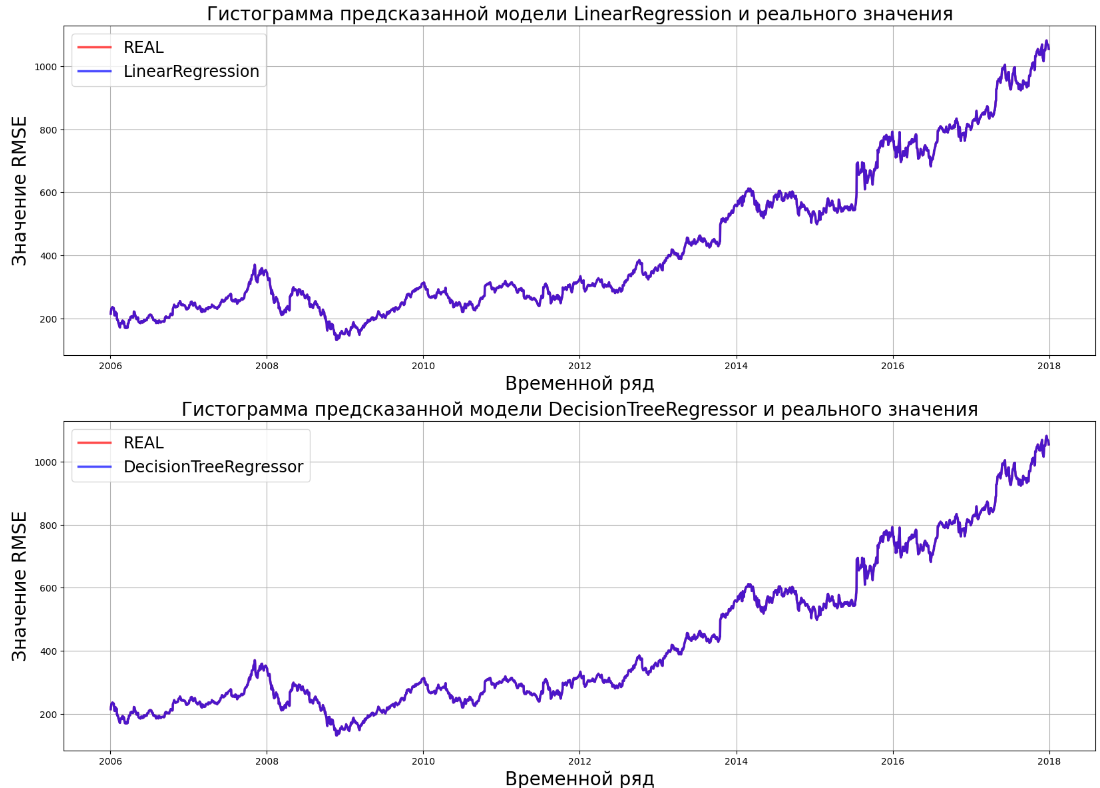 Гистограмма предсказанной модели LinearRegression и реального значения
REAL
LinearRegression
Значение RMSE
1000
800
600
400
200
2006 2008 2010 2012 2014 2016 2018
Временной ряд
Гистограмма предсказанной модели DecisionTreeRegressor и реального значения
REAL
DecisionTreeRegressor
Значение RMSE
1000
800
600
400
200
2006 2008 2010 2012 2014 2016 2018
Временной ряд